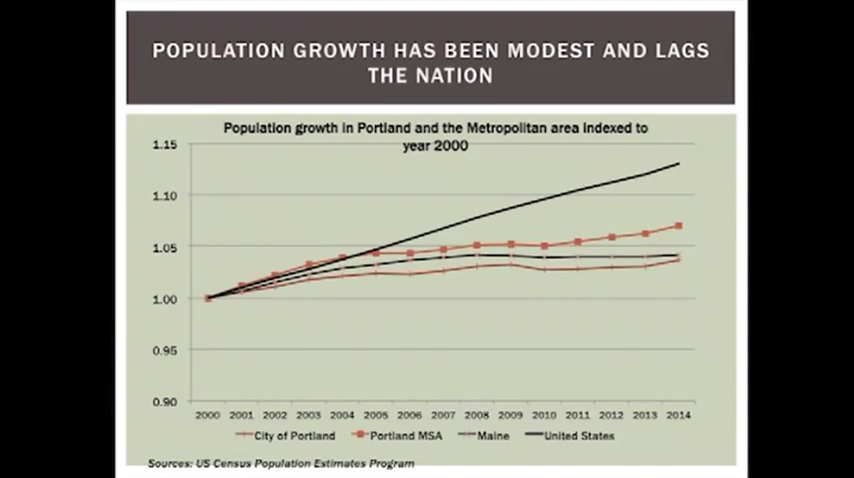 POPULATION GROWTH HAS BEEN MODEST AND LAGS
THE NATION
Population growth in Portland and the Metropolitan area indexed to
year 2000
1.15
1.10
1.05
1.00
0.95
0.90
2000 2001 2002 2003 2004 2005 2006 2007 2008 2009 2010 2011 2012 2013 2014
City of Portland Portland MSA Maine United States
Sources: US Census Population Estimates Program